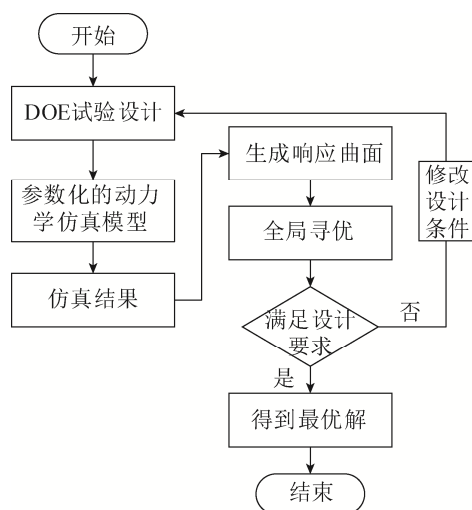 开始
DOE试验设计
参数化的动力
学仿真模型
仿真结果
生成响应曲面
全局寻优
满足设计
要求
否
修改
设计
条件
是
得到最优解
结束